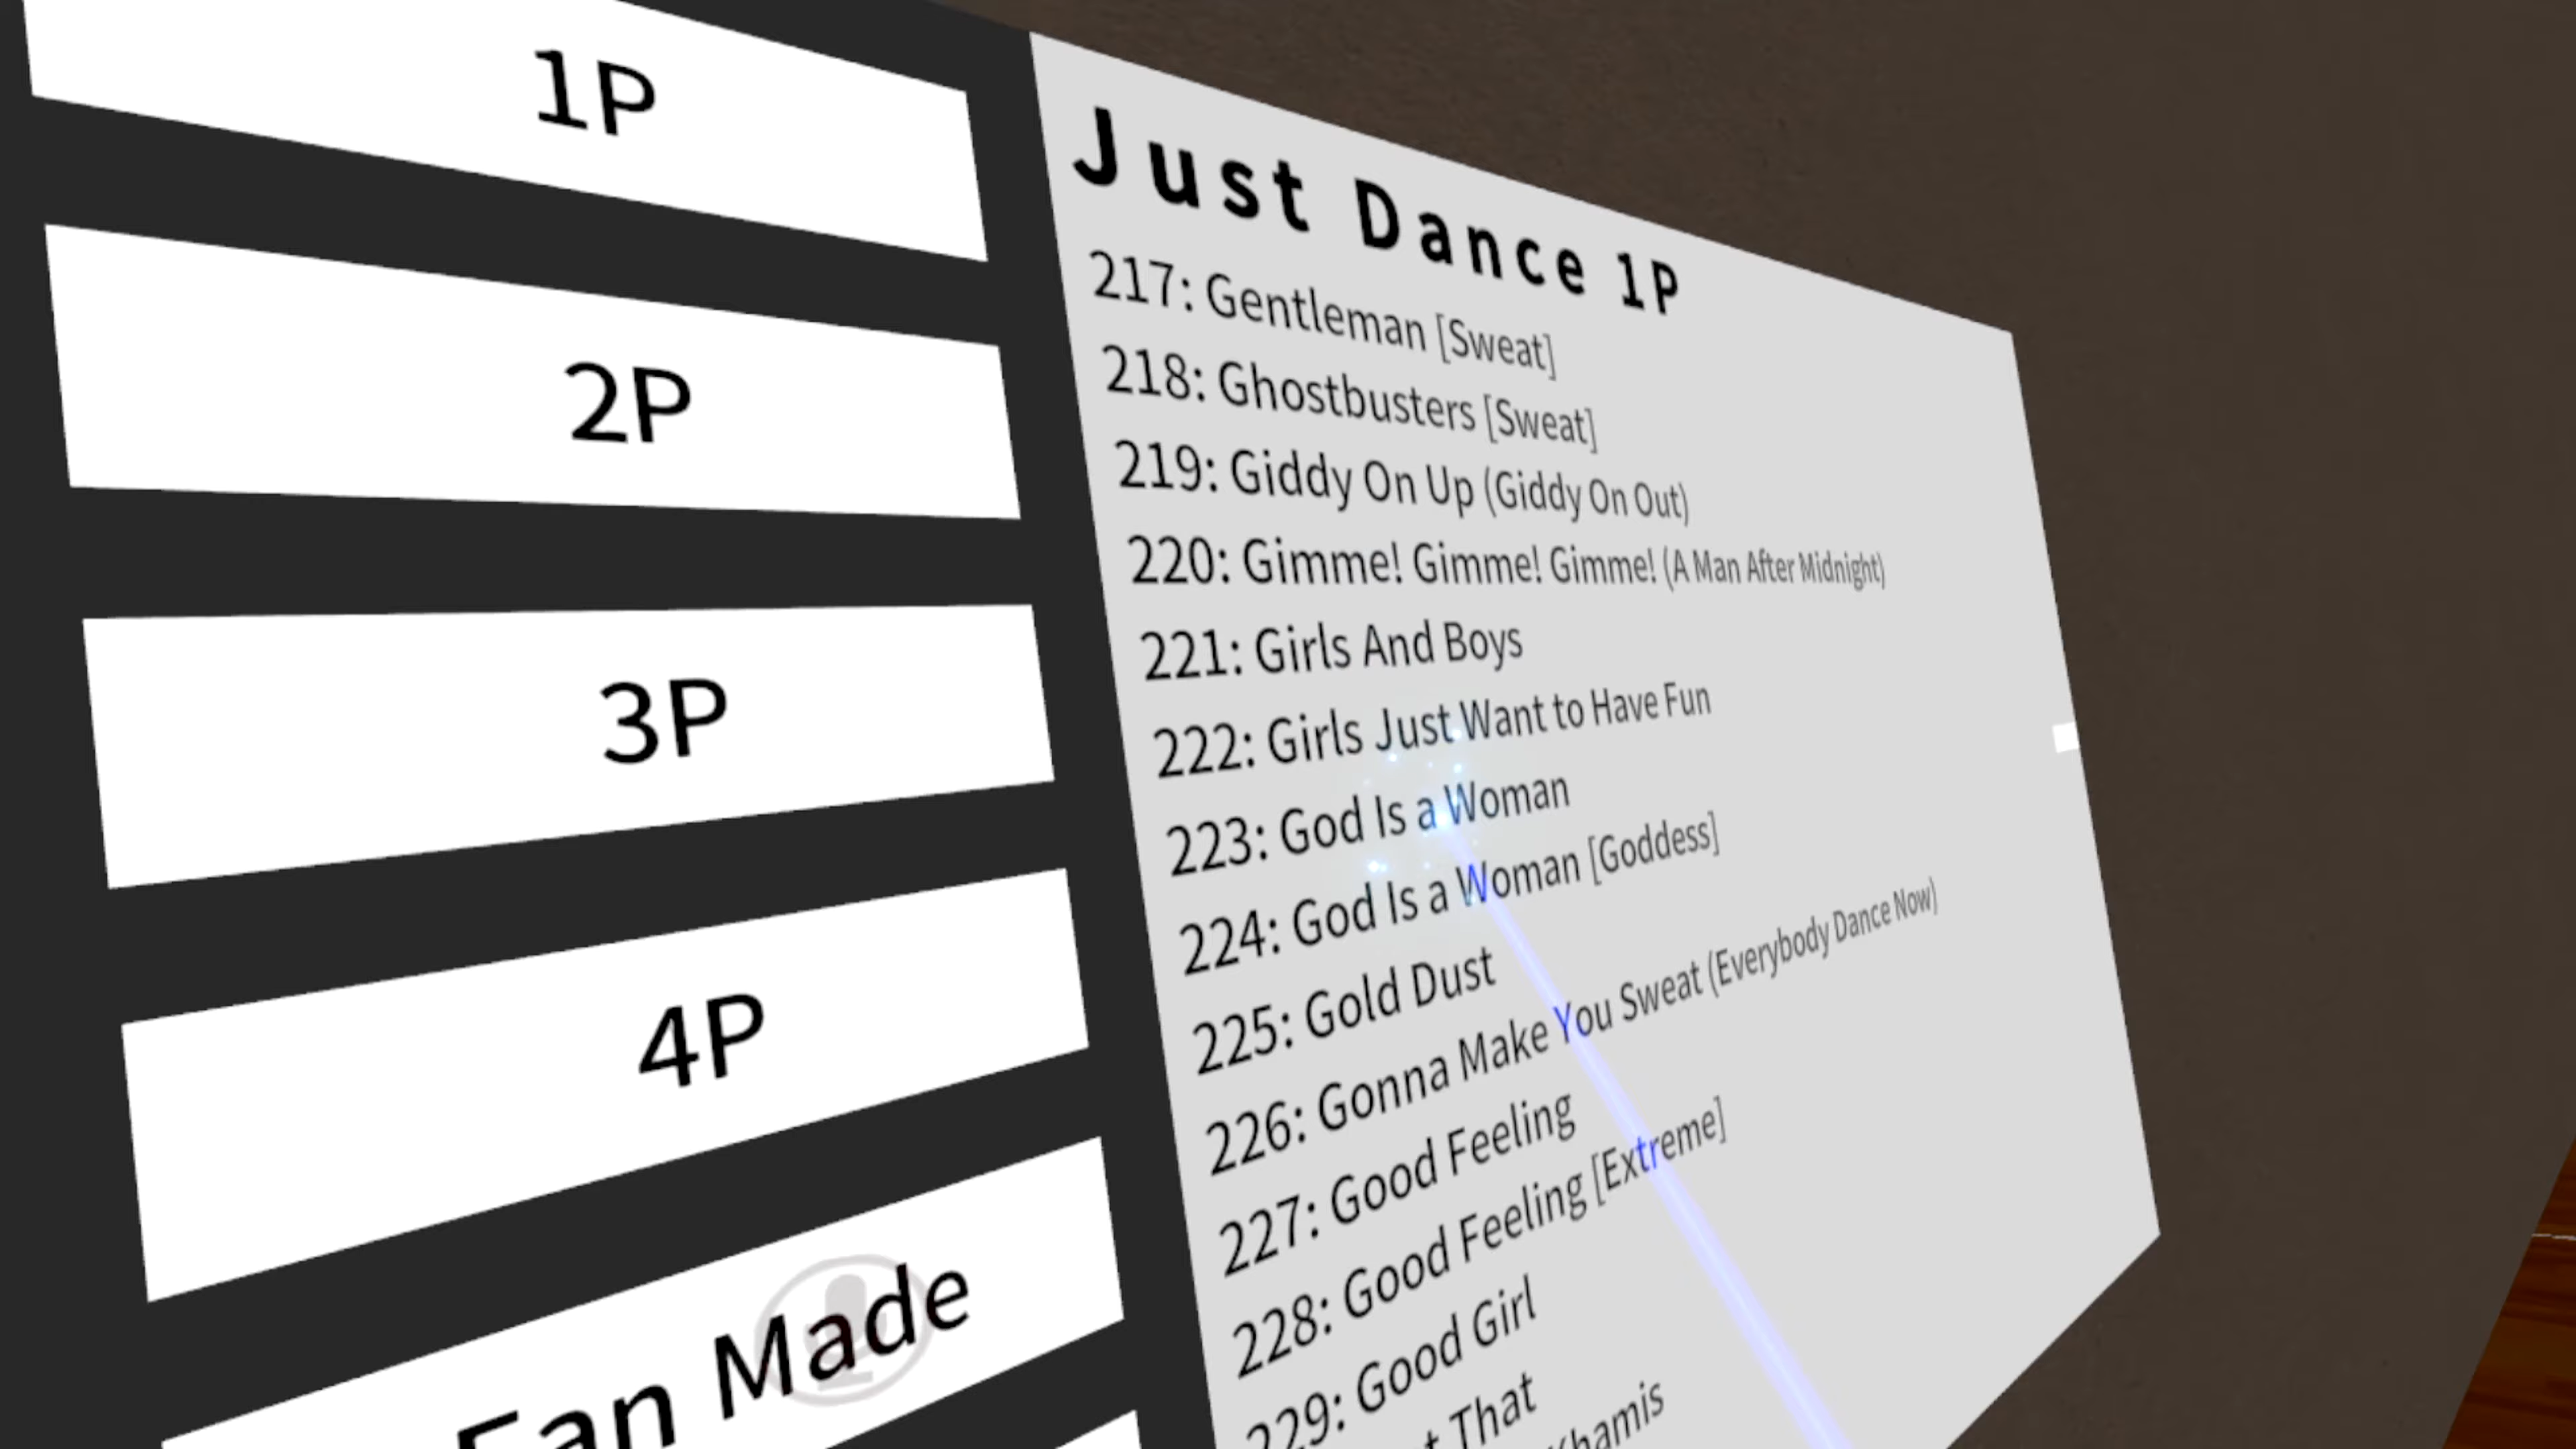 1P
2P
3P
4P
Fan Made
Just Dance 1P
217: Gentleman [Sweat]
218: Ghostbusters [Sweat]
219: Giddy On Up (Giddy On Out)
220: Gimme! Gimme! Gimme! (A Man After Midnight)
221: Girls And Boys
222: Girls Just Want to Have Fun
223: God Is a Woman
224: God Is a Woman [Goddess]
225: Gold Dust
226: Gonna Make You Sweat (Everybody Dance Now)
227: Good Feeling
228: Good Feeling [Extreme]
229: Good Girl
That
Khamis